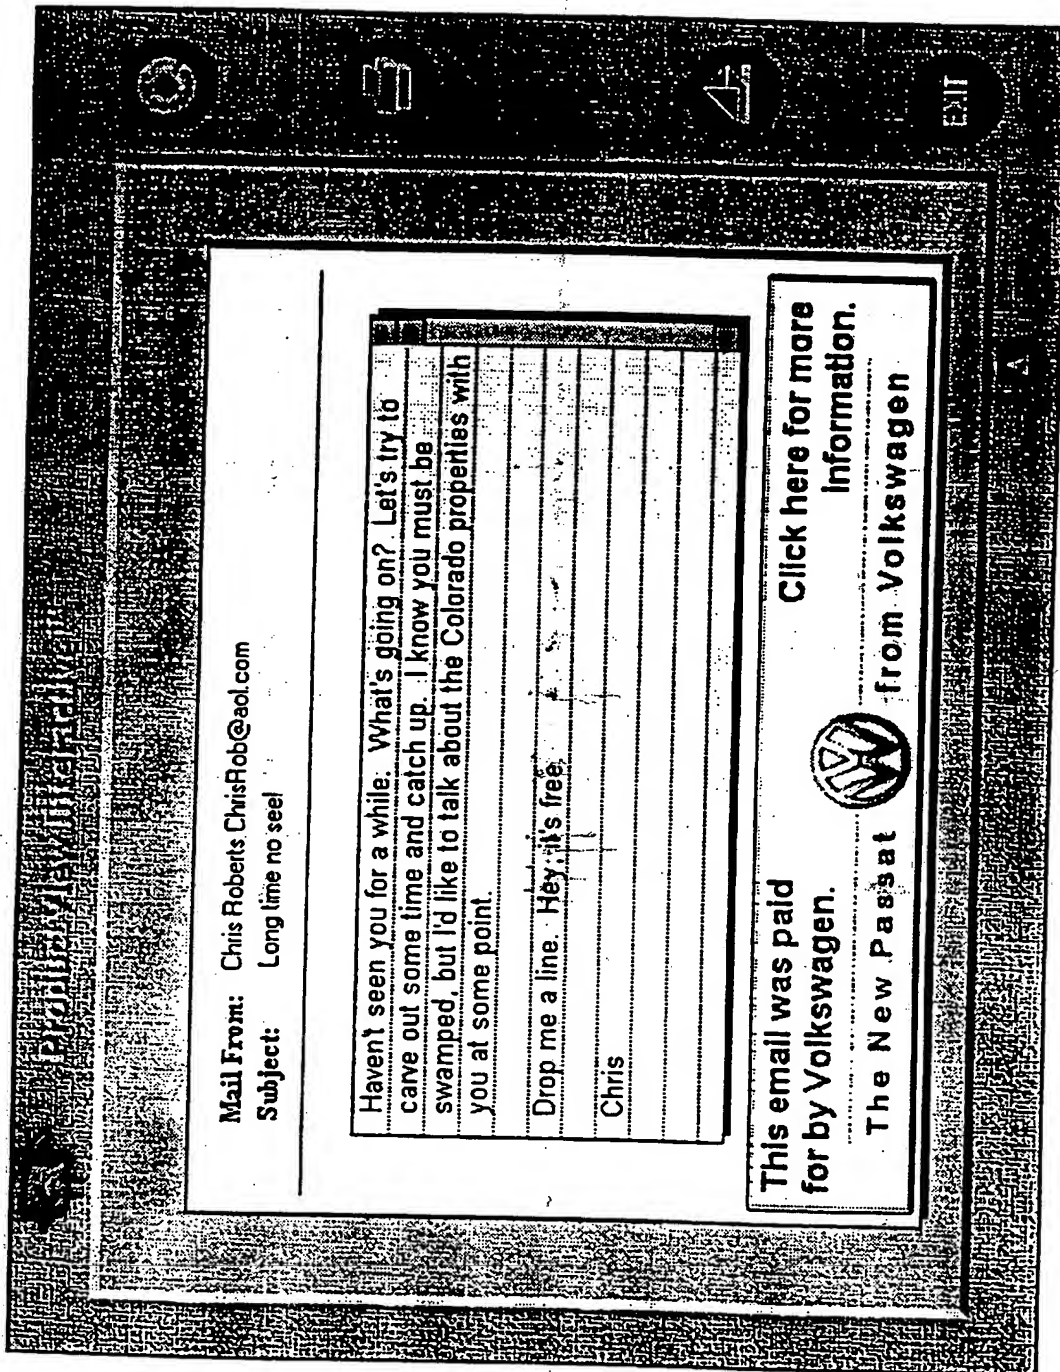 ProductView Interactive
Mail From: Chris Roberts ChrisRob@aol.com
Subject: Long time no see!
Haven't seen you for a while. What's going on? Let's try to
carve out some time and catch up. I know you must be
swamped, but I'd like to talk about the Colorado properties with
you at some point.
Drop me a line. Hey, it's free.
Chris
This email was paid
for by Volkswagen.
Click here for more
information.
The New Passat
from Volkswagen
EXIT